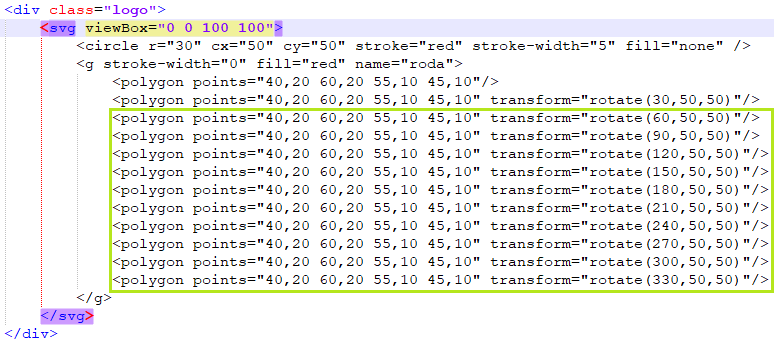 <div class="logo">
<svg viewBox="0 0 100 100">
<circle r="30" cx="50" cy="50" stroke="red" stroke-width="5" fill="none" />
<g stroke-width="0" fill="red" name="roda">
<polygon points="40,20 60,20 55,10 45,10"/>
<polygon points="40,20 60,20 55,10 45,10" transform="rotate(30,50,50)"/>
<polygon points="40,20 60,20 55,10 45,10" transform="rotate(60,50,50)"/>
<polygon points="40,20 60,20 55,10 45,10" transform="rotate(90,50,50)"/>
<polygon points="40,20 60,20 55,10 45,10" transform="rotate(120,50,50)"/>
<polygon points="40,20 60,20 55,10 45,10" transform="rotate(150,50,50)"/>
<polygon points="40,20 60,20 55,10 45,10" transform="rotate(180,50,50)"/>
<polygon points="40,20 60,20 55,10 45,10" transform="rotate(210,50,50)"/>
<polygon points="40,20 60,20 55,10 45,10" transform="rotate(240,50,50)"/>
<polygon points="40,20 60,20 55,10 45,10" transform="rotate(270,50,50)"/>
<polygon points="40,20 60,20 55,10 45,10" transform="rotate(300,50,50)"/>
<polygon points="40,20 60,20 55,10 45,10" transform="rotate(330,50,50)"/>
</g>
</svg>
</div>